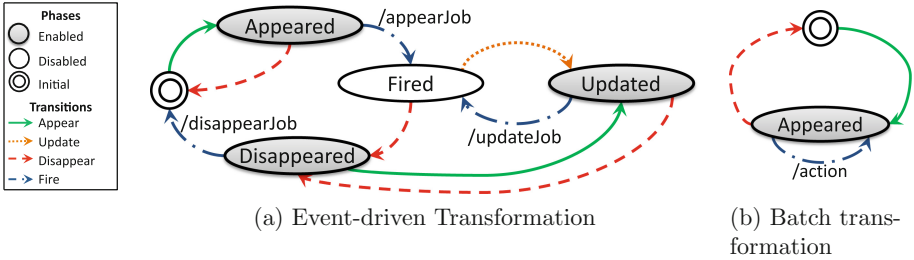 Phases
Enabled
Disabled
Initial
Transitions
Appear
Update
Disappear
Fire
Appeared
/appearJob
Fired
Updated
/disappearJob
/updateJob
Disappeared
Appeared
/action
(a) Event-driven Transformation
(b) Batch trans-
formation